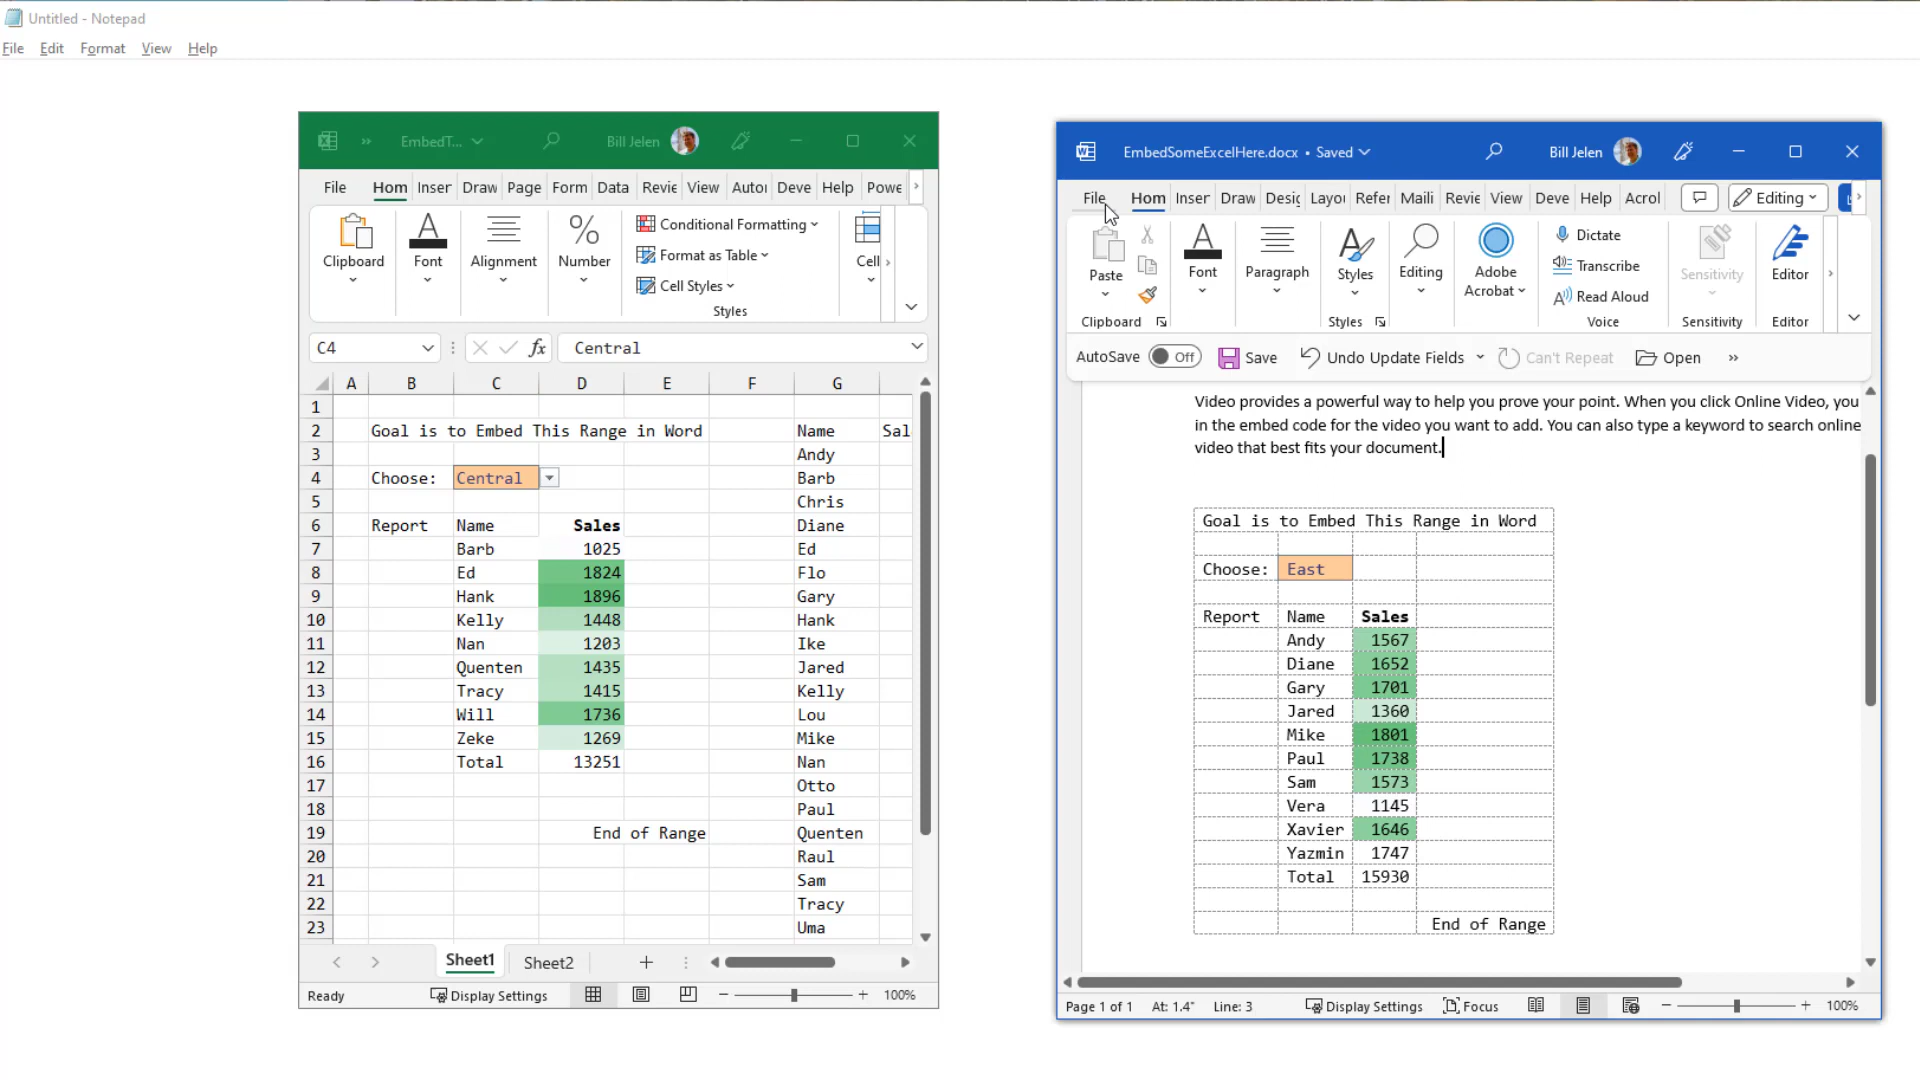 Untitled - Notepad
File Edit Format View Help
EmbedT... Bill Jelen
File Hom Inser Draw Page Form Data Revie View Autor Deve Help Powe
Clipboard Font Alignment Number Conditional Formatting Format as Table Cell Styles Styles Cell
C4 fx Central
A B C D E F G
1
2 Goal is to Embed This Range in Word Name Sal
3 Andy
4 Choose: Central Barb
5 Chris
6 Report Name Sales Diane
7 Barb 1025 Ed
8 Ed 1824 Flo
9 Hank 1896 Gary
10 Kelly 1448 Hank
11 Nan 1203 Ike
12 Quenten 1435 Jared
13 Tracy 1415 Kelly
14 Will 1736 Lou
15 Zeke 1269 Mike
16 Total 13251 Nan
17 Otto
18 Paul
19 End of Range Quenten
20 Raul
21 Sam
22 Tracy
23 Uma
Sheet1 Sheet2
Ready Display Settings 100%
EmbedSomeExcelHere.docx • Saved Bill Jelen
File Hom Inser Draw Desig Layou Refer Maili Revie View Deve Help Acrol Editing
Paste Font Paragraph Styles Editing Adobe Acrobat Dictate Transcribe Read Aloud Sensitivity Editor
Clipboard Styles Voice Sensitivity Editor
AutoSave Off Save Undo Update Fields Can't Repeat Open
Video provides a powerful way to help you prove your point. When you click Online Video, you
in the embed code for the video you want to add. You can also type a keyword to search online
video that best fits your document.
Goal is to Embed This Range in Word
Choose: East
Report Name Sales
Andy 1567
Diane 1652
Gary 1701
Jared 1360
Mike 1801
Paul 1738
Sam 1573
Vera 1145
Xavier 1646
Yazmin 1747
Total 15930
End of Range
Page 1 of 1 At: 1.4" Line: 3 Display Settings Focus 100%